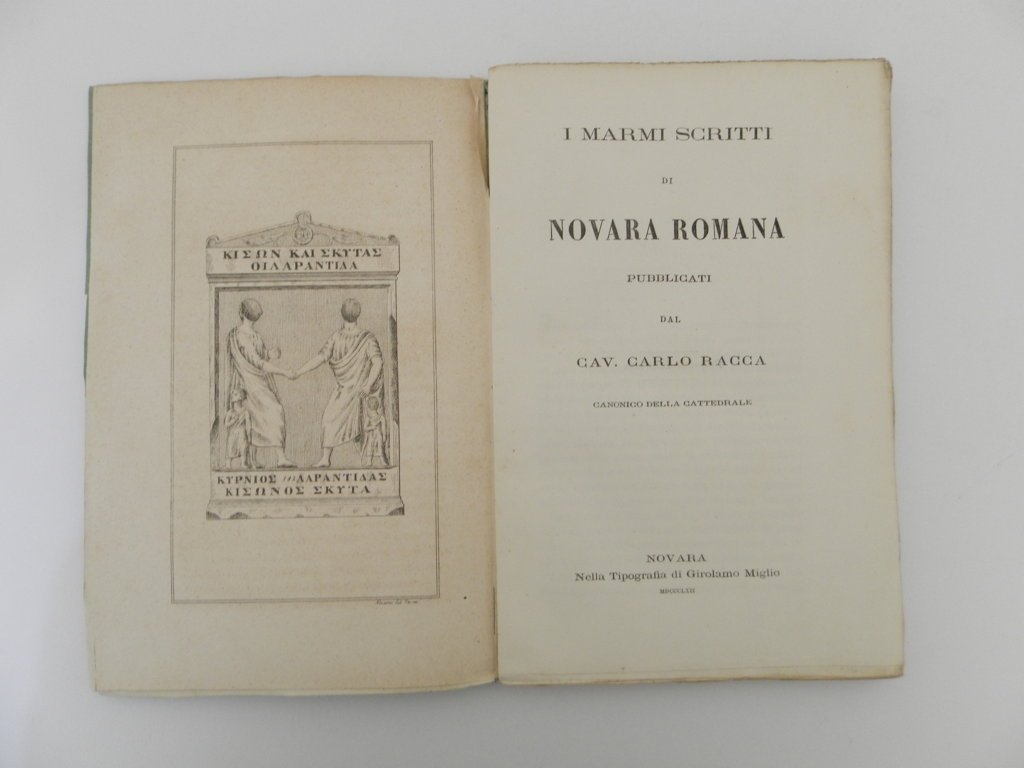 ΚΙΣΩΝ ΚΑΙ ΣΚΥΤΑΣ
ΟΙ ΛΑΡΑΝΤΙΔΑ
ΚΥΡΝΙΟΣ ΛΑΡΑΝΤΙΔΑΣ
ΚΙΣΩΝΟΣ ΣΚΥΤΑ
I MARMI SCRITTI
DI
NOVARA ROMANA
PUBBLICATI
DAL
CAV. CARLO RACCA
CANONICO DELLA CATTEDRALE
NOVARA
Nella Tipografia di Girolamo Miglio
MDCCCLXII